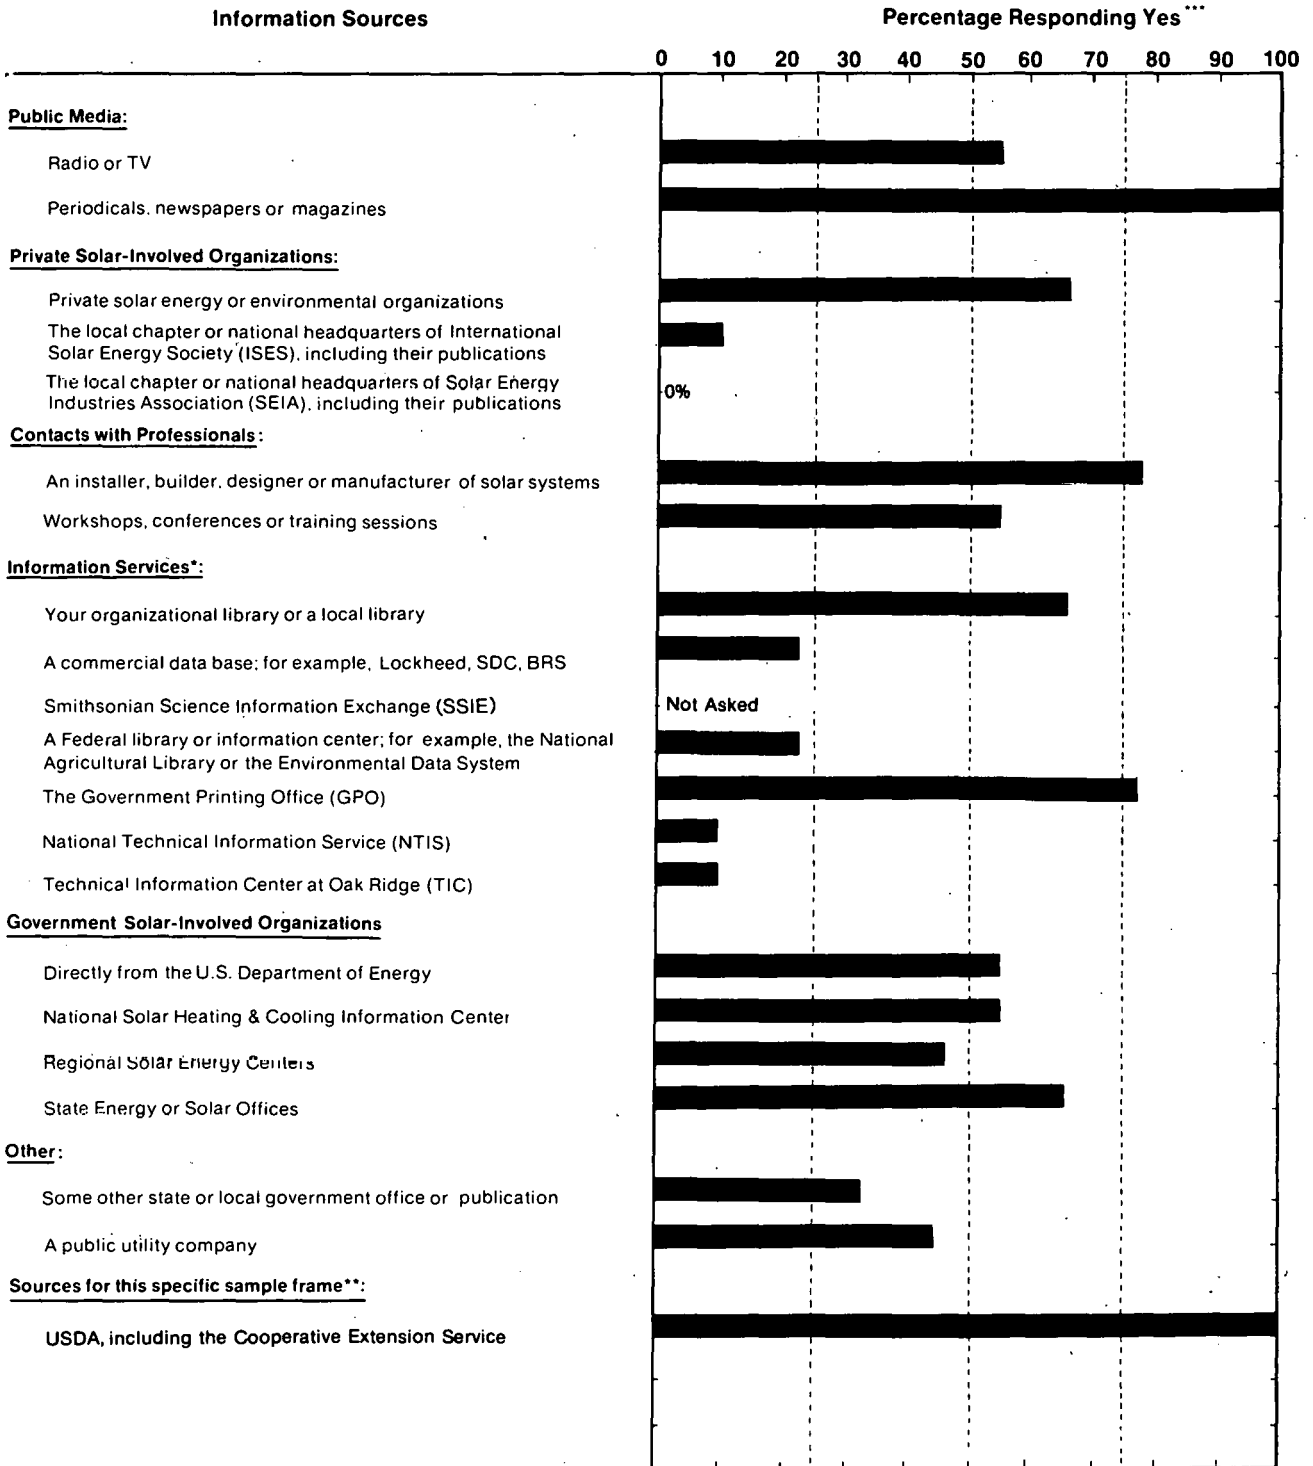 Information Sources
Percentage Responding Yes***
0 10 20 30 40 50 60 70 80 90 100
Public Media:
Radio or TV
Periodicals, newspapers or magazines
Private Solar-Involved Organizations:
Private solar energy or environmental organizations
The local chapter or national headquarters of International
Solar Energy Society (ISES), including their publications
The local chapter or national headquarters of Solar Energy
Industries Association (SEIA), including their publications
0%
Contacts with Professionals:
An installer, builder, designer or manufacturer of solar systems
Workshops, conferences or training sessions
Information Services*:
Your organizational library or a local library
A commercial data base; for example, Lockheed, SDC, BRS
Smithsonian Science Information Exchange (SSIE)
Not Asked
A Federal library or information center; for example, the National
Agricultural Library or the Environmental Data System
The Government Printing Office (GPO)
National Technical Information Service (NTIS)
Technical Information Center at Oak Ridge (TIC)
Government Solar-Involved Organizations
Directly from the U.S. Department of Energy
National Solar Heating & Cooling Information Center
Regional Solar Energy Centers
State Energy or Solar Offices
Other:
Some other state or local government office or publication
A public utility company
Sources for this specific sample frame**:
USDA, including the Cooperative Extension Service